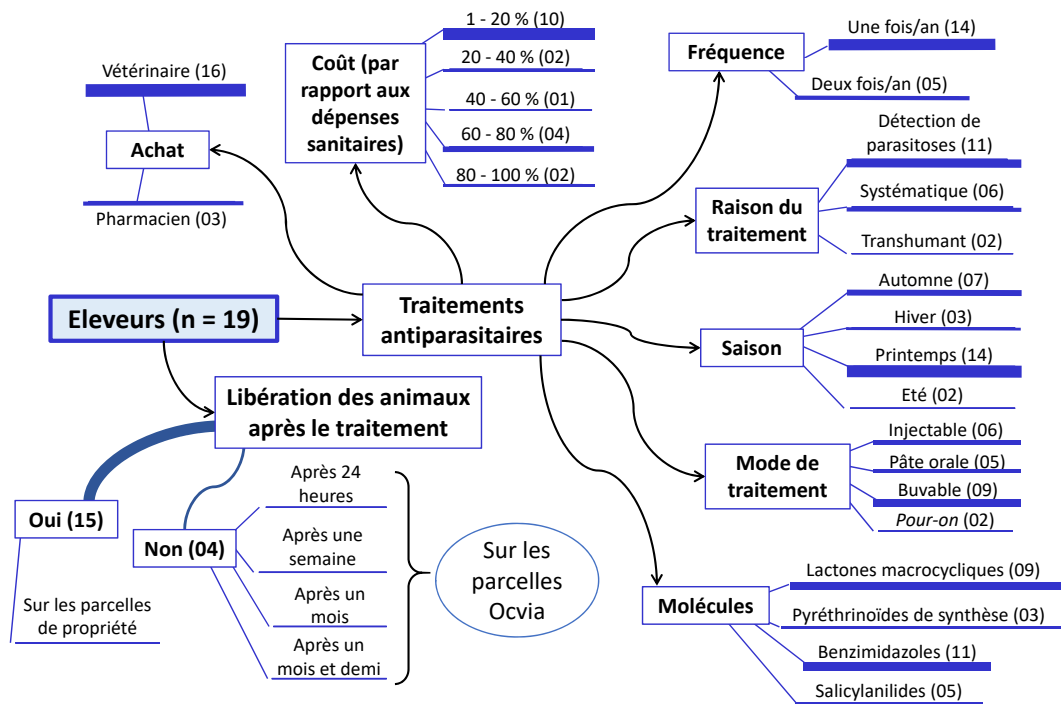 Vétérinaire (16)
Achat
Pharmacien (03)
Coût (par
rapport aux
dépenses
sanitaires)
1 - 20 % (10)
20 - 40 % (02)
40 - 60 % (01)
60 - 80 % (04)
80 - 100 % (02)
Fréquence
Une fois/an (14)
Deux fois/an (05)
Raison du
traitement
Détection de
parasitoses (11)
Systématique (06)
Transhumant (02)
Eleveurs (n = 19)
Traitements
antiparasitaires
Saison
Automne (07)
Hiver (03)
Printemps (14)
Eté (02)
Libération des animaux
après le traitement
Oui (15)
Sur les parcelles
de propriété
Non (04)
Après 24
heures
Après une
semaine
Après un
mois
Après un
mois et demi
Sur les
parcelles
Ocvia
Mode de
traitement
Injectable (06)
Pâte orale (05)
Buvable (09)
Pour-on (02)
Molécules
Lactones macrocycliques (09)
Pyréthrinoïdes de synthèse (03)
Benzimidazoles (11)
Salicylanilides (05)